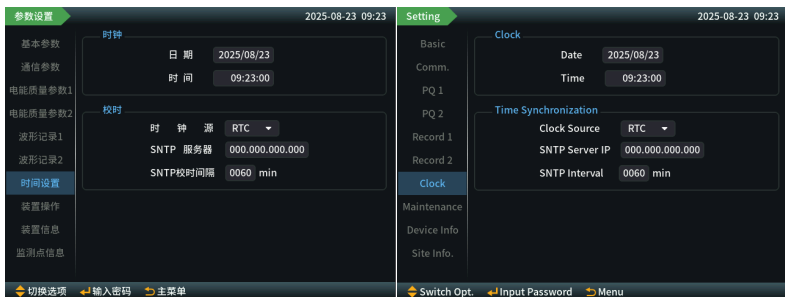 参数设置
2025-08-23 09:23
基本参数
通信参数
电能质量参数1
电能质量参数2
波形记录1
波形记录2
时间设置
装置操作
装置信息
监测点信息
时钟
日 期 2025/08/23
时 间 09:23:00
校时
时 钟 源 RTC
SNTP 服务器 000.000.000.000
SNTP校时间隔 0060 min
切换选项 输入密码 主菜单
Setting
2025-08-23 09:23
Basic
Comm.
PQ 1
PQ 2
Record 1
Record 2
Clock
Maintenance
Device Info
Site Info.
Clock
Date 2025/08/23
Time 09:23:00
Time Synchronization
Clock Source RTC
SNTP Server IP 000.000.000.000
SNTP Interval 0060 min
Switch Opt. Input Password Menu